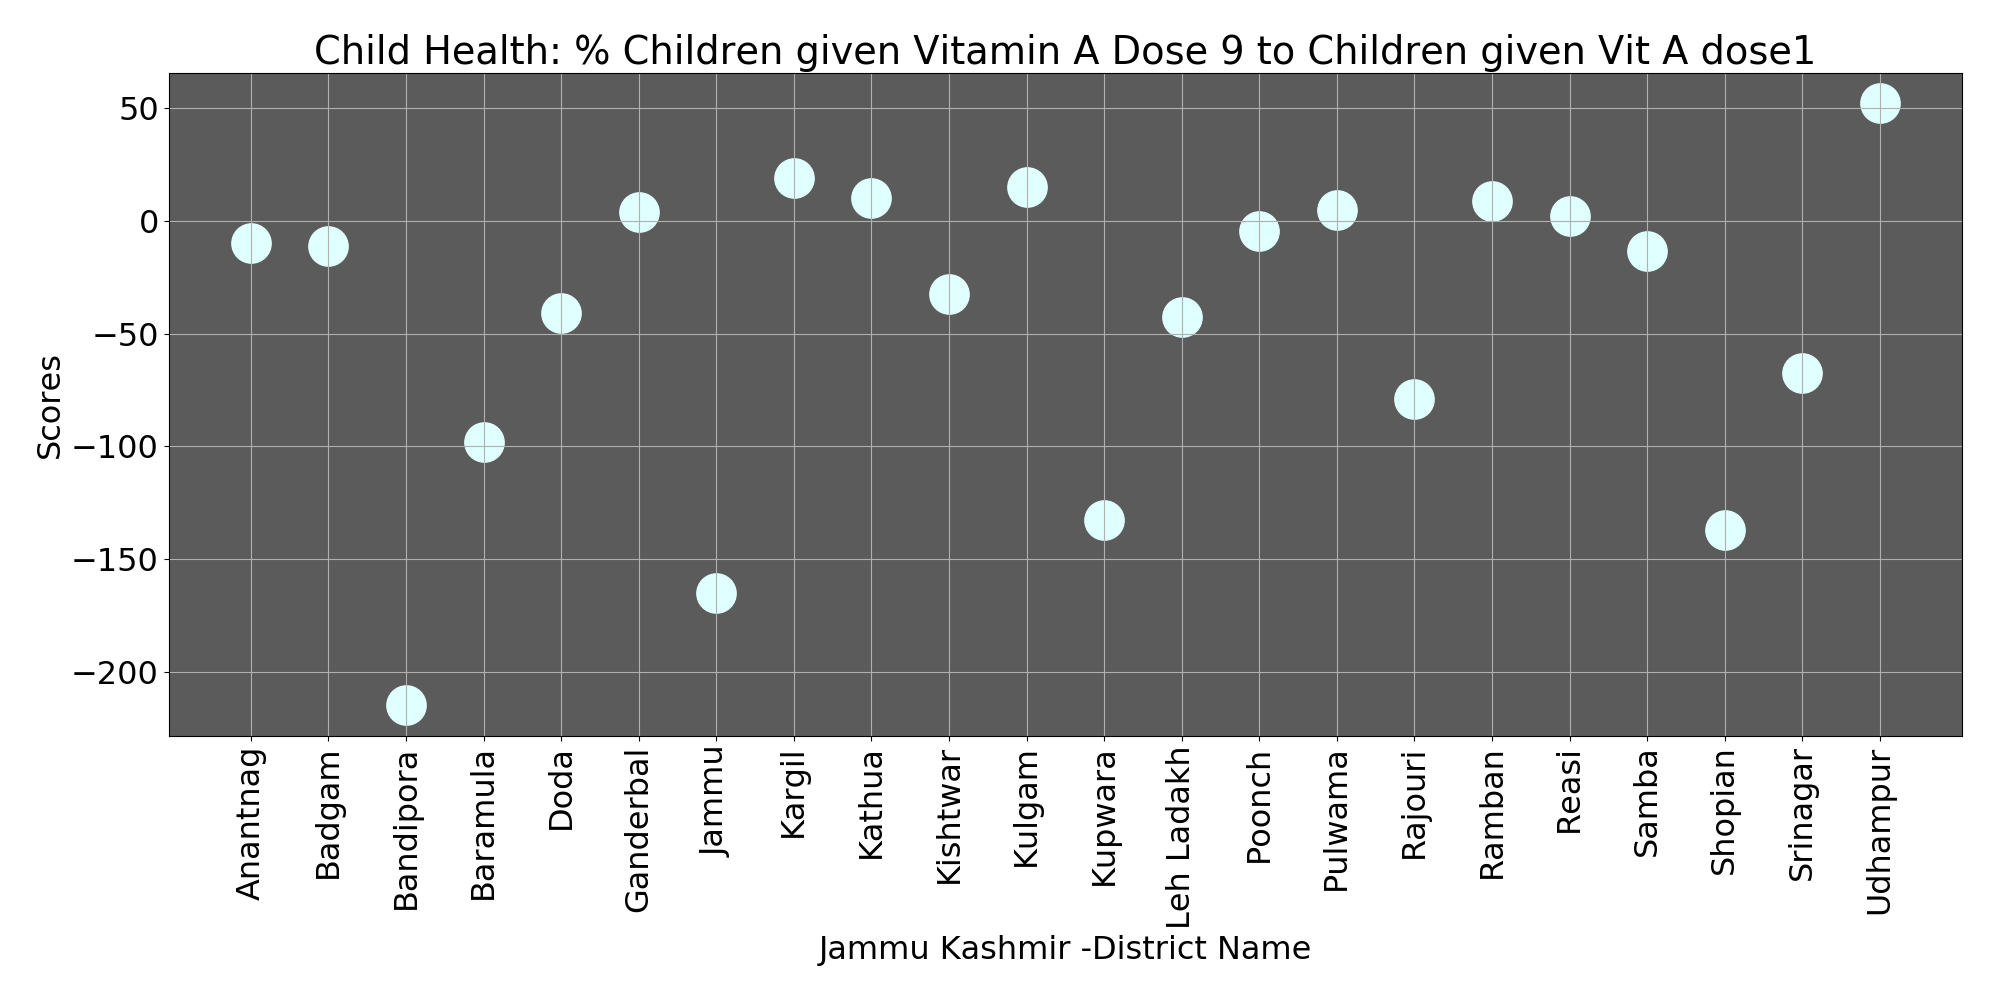 Child Health: % Children given Vitamin A Dose 9 to Children given Vit A dose1
Scores
50
0
−50
−100
−150
−200
Anantnag
Badgam
Bandipora
Baramula
Doda
Ganderbal
Jammu
Kargil
Kathua
Kishtwar
Kulgam
Kupwara
Leh Ladakh
Poonch
Pulwama
Rajouri
Ramban
Reasi
Samba
Shopian
Srinagar
Udhampur
Jammu Kashmir -District Name